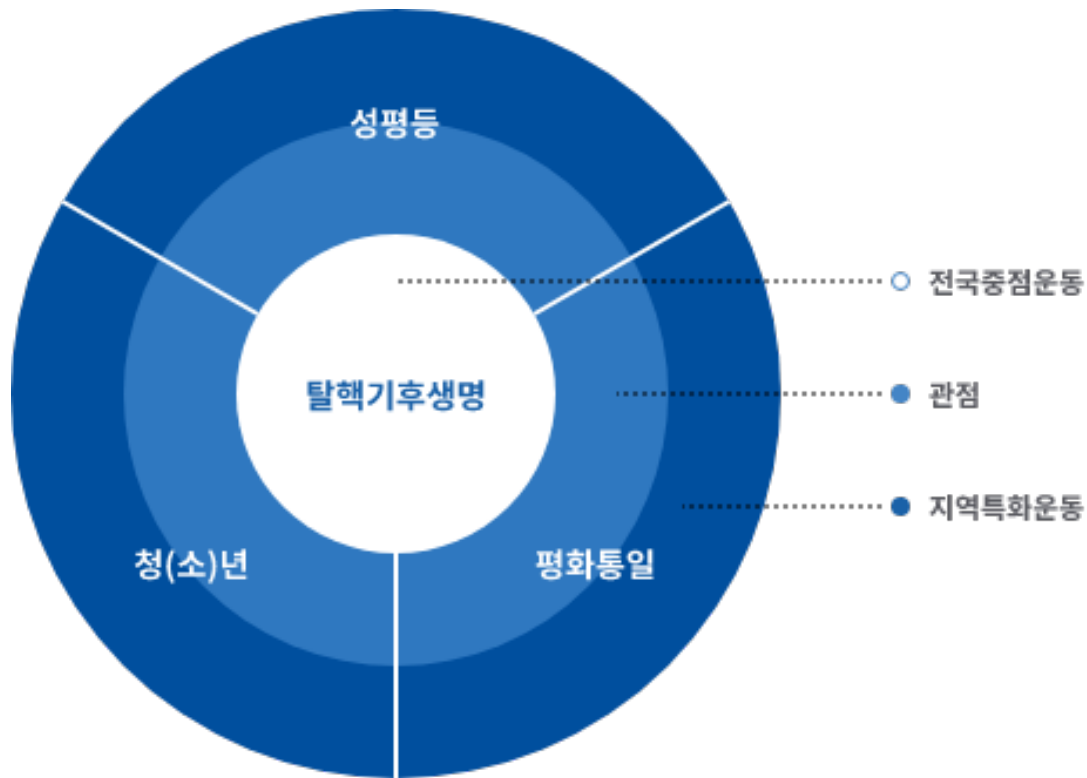 성평등
전국중점운동
탈핵기후생명
관점
지역특화운동
청(소)년
평화통일